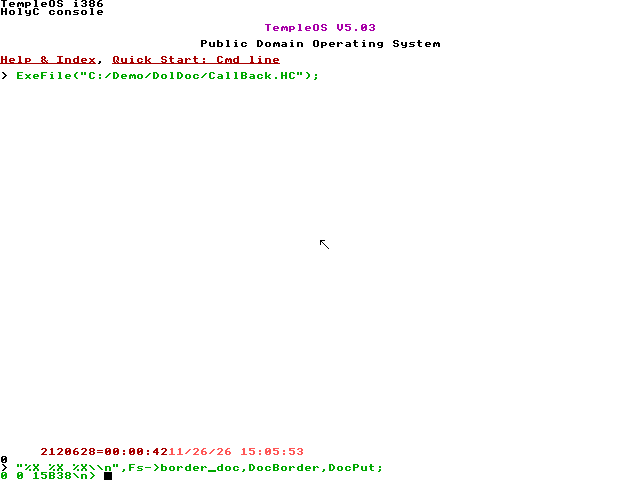 TempleOS i386
HolyC console
TempleOS V5.03
Public Domain Operating System
Help & Index, Quick Start: Cmd line
> ExeFile("C:/Demo/DolDoc/CallBack.HC");
2120628=00:00:4211/26/26 15:05:53
0
> "%X %X %X\\n",Fs->border_doc,DocBorder,DocPut;
0 0 15B38\n>